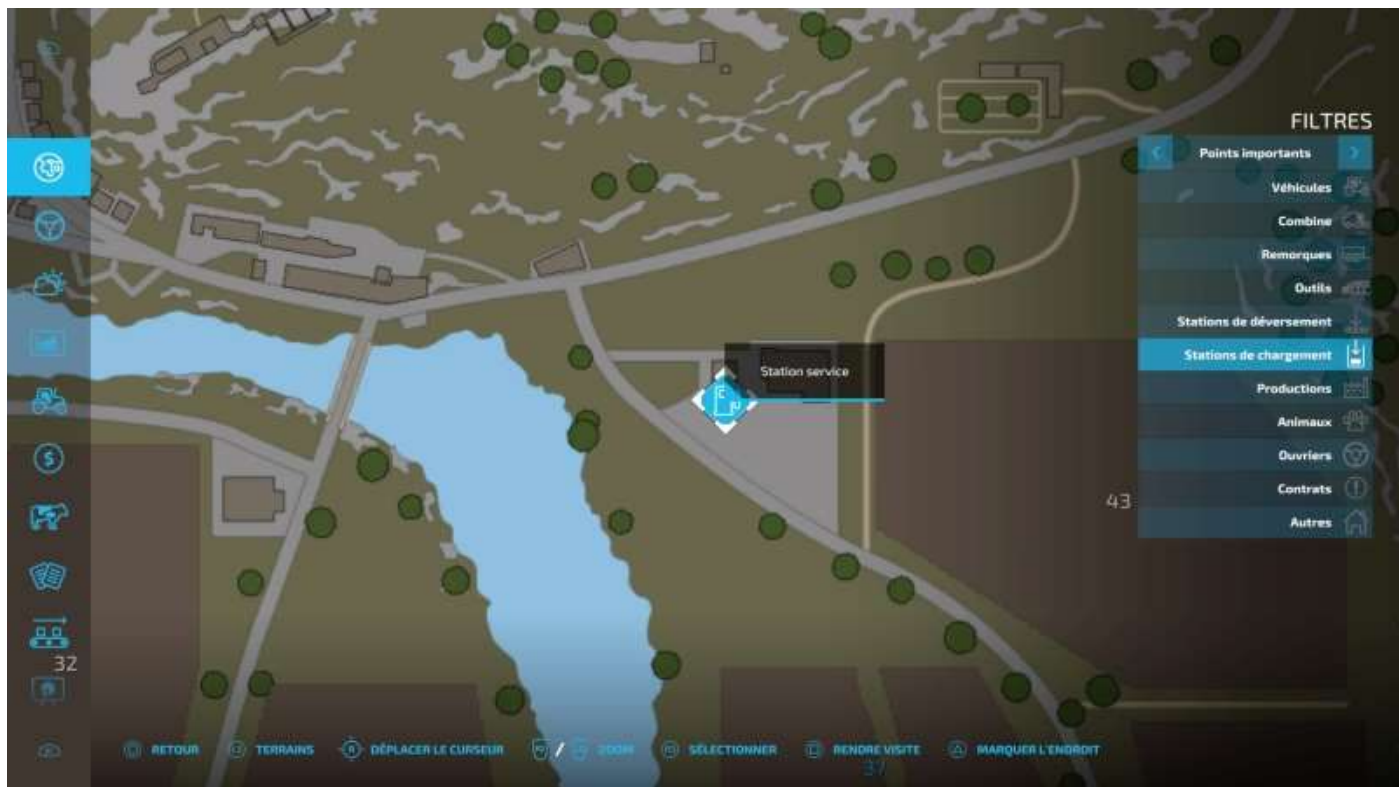 FILTRES
Points importants
Véhicules
Combine
Remorques
Outils
Stations de déversement
Stations de chargement
Productions
Animaux
Ouvriers
Contrats
Autres
Station service
43
32
37
RETOUR
TERRAINS
DÉPLACER LE CURSEUR
/ ZOOM
SÉLECTIONNER
RENDRE VISITE
MARQUER L'ENDROIT